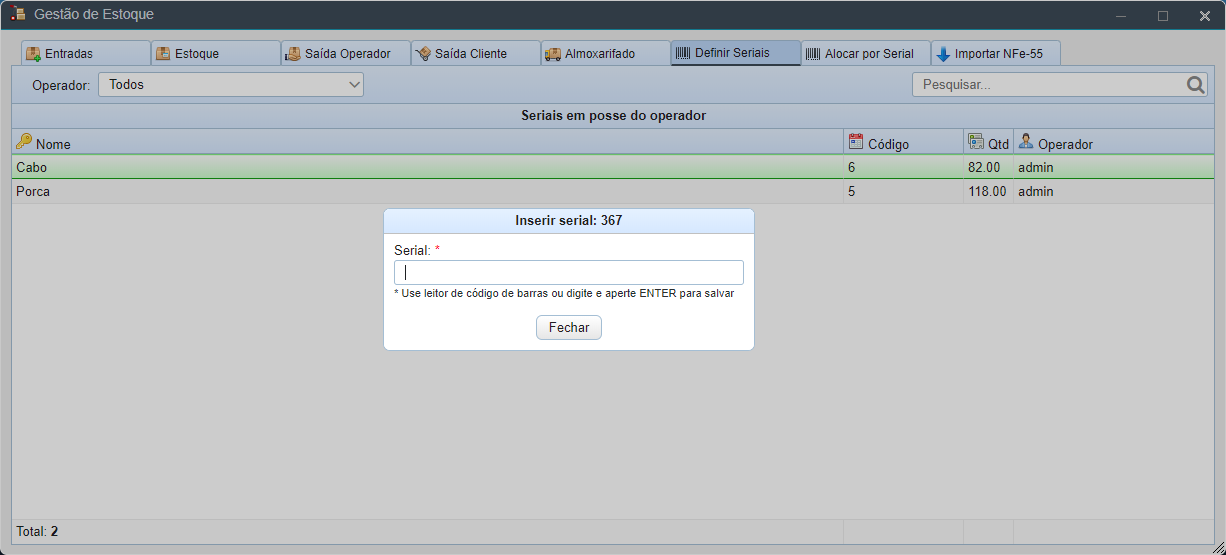 Gestão de Estoque
Entradas Estoque Saída Operador Saída Cliente Almoxarifado Definir Seriais Alocar por Serial Importar NFe-55
Operador: Todos Pesquisar...
Seriais em posse do operador
Nome Código Qtd Operador
Cabo 6 82.00 admin
Porca 5 118.00 admin
Inserir serial: 367
Serial: *
* Use leitor de código de barras ou digite e aperte ENTER para salvar
Fechar
Total: 2